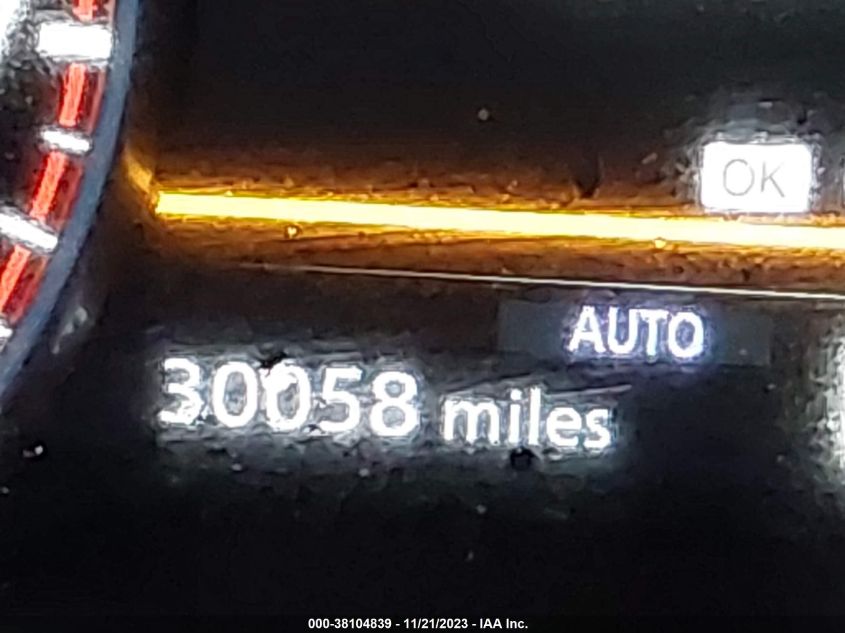 OK
AUTO
30058 miles
000-38104839 - 11/21/2023 - IAA Inc.